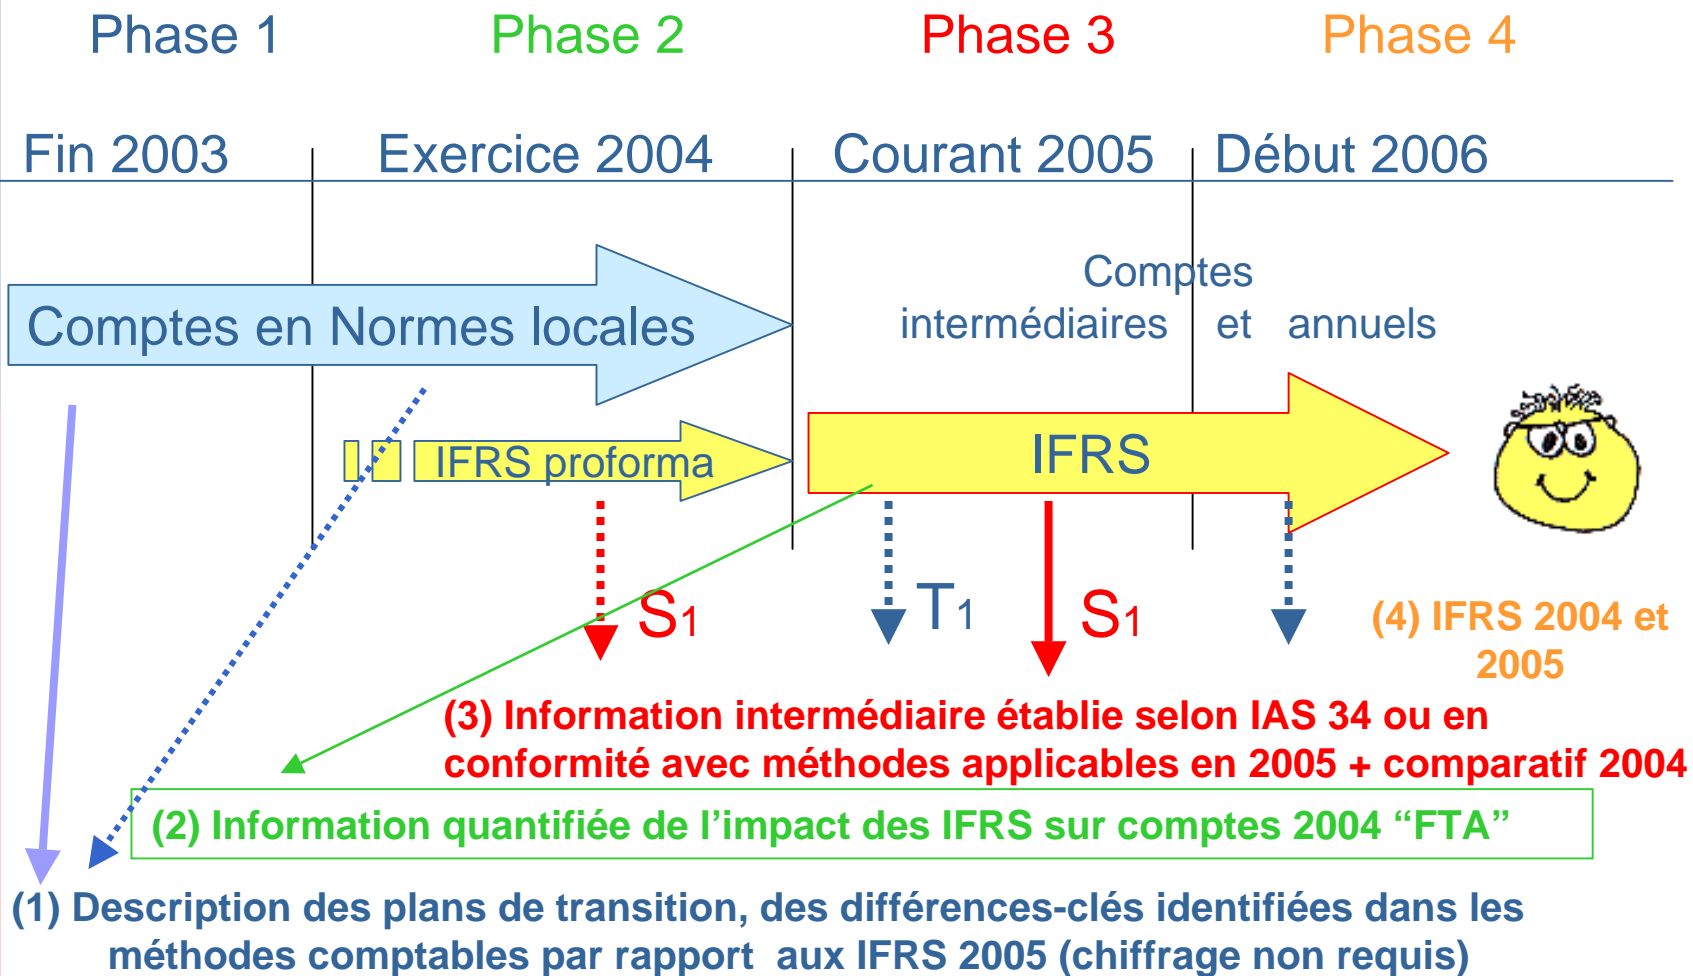 Phase 1 Phase 2 Phase 3 Phase 4
Fin 2003 Exercice 2004 Courant 2005 Début 2006
Comptes
intermédiaires et annuels
Comptes en Normes locales
IFRS proforma
IFRS
S1
T1
S1
(4) IFRS 2004 et
2005
(3) Information intermédiaire établie selon IAS 34 ou en
conformité avec méthodes applicables en 2005 + comparatif 2004
(2) Information quantifiée de l’impact des IFRS sur comptes 2004 “FTA”
(1) Description des plans de transition, des différences-clés identifiées dans les
méthodes comptables par rapport aux IFRS 2005 (chiffrage non requis)